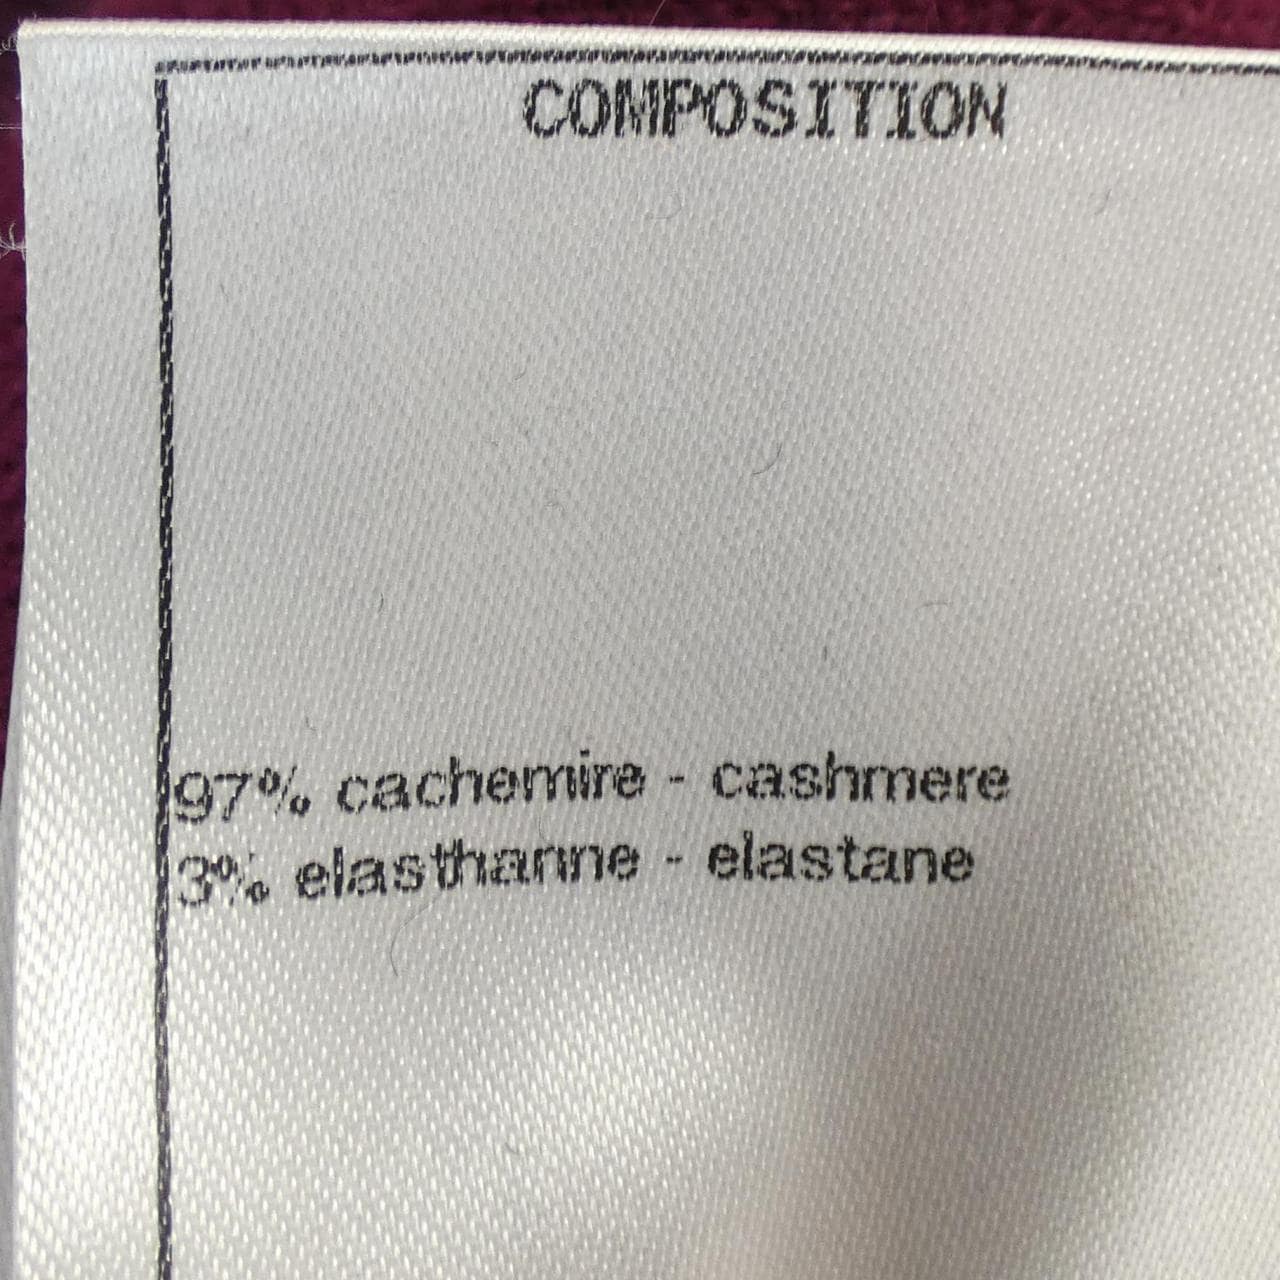 COMPOSITION
97% cachemire - cashmere
3% elasthanne - elastane